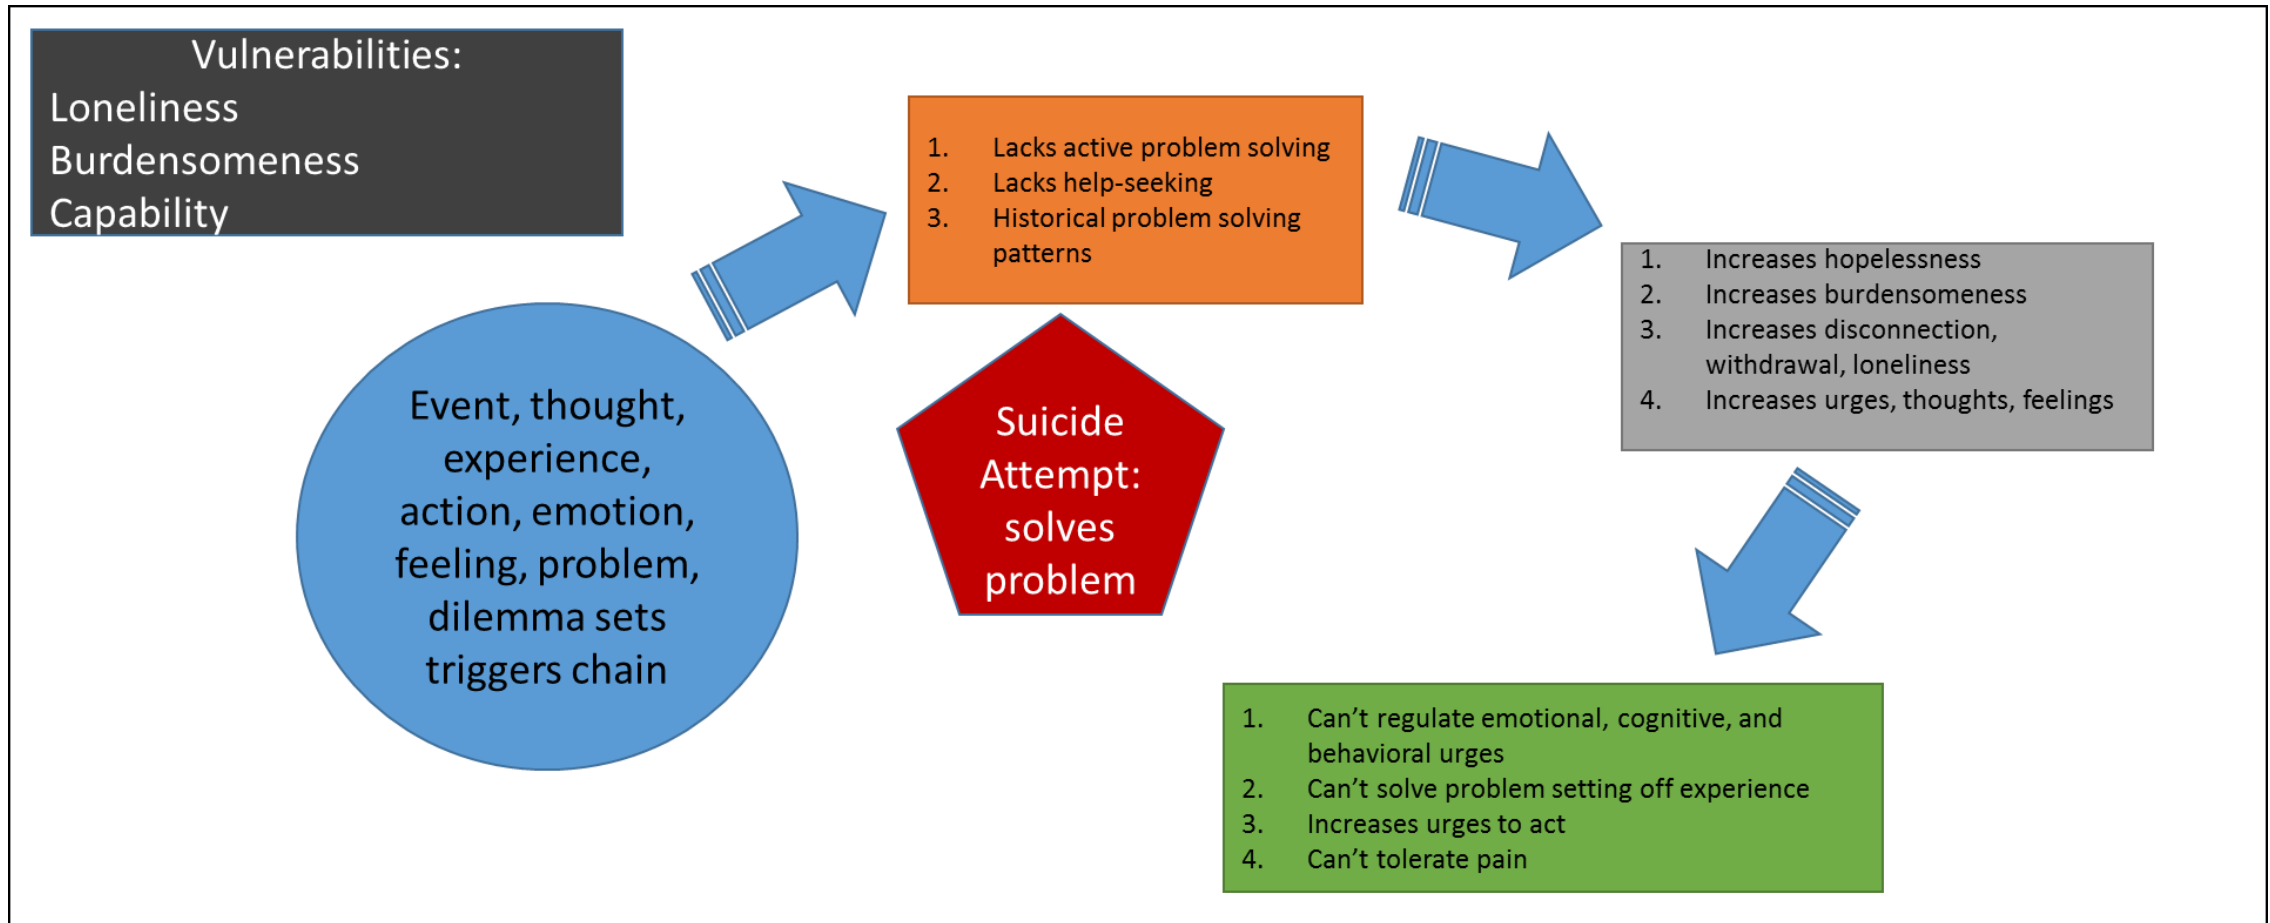 Vulnerabilities:
Loneliness
Burdensomeness
Capability
Event, thought,
experience,
action, emotion,
feeling, problem,
dilemma sets
triggers chain
1. Lacks active problem solving
2. Lacks help-seeking
3. Historical problem solving
patterns
Suicide
Attempt:
solves
problem
1. Increases hopelessness
2. Increases burdensomeness
3. Increases disconnection,
withdrawal, loneliness
4. Increases urges, thoughts, feelings
1. Can’t regulate emotional, cognitive, and
behavioral urges
2. Can’t solve problem setting off experience
3. Increases urges to act
4. Can’t tolerate pain